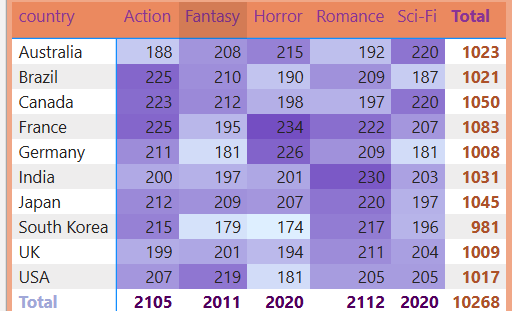 country Action Fantasy Horror Romance Sci-Fi Total
Australia 188 208 215 192 220 1023
Brazil 225 210 190 209 187 1021
Canada 223 212 198 197 220 1050
France 225 195 234 222 207 1083
Germany 211 181 226 209 181 1008
India 200 197 201 230 203 1031
Japan 212 209 207 220 197 1045
South Korea 215 179 174 217 196 981
UK 199 201 194 211 204 1009
USA 207 219 181 205 205 1017
Total 2105 2011 2020 2112 2020 10268